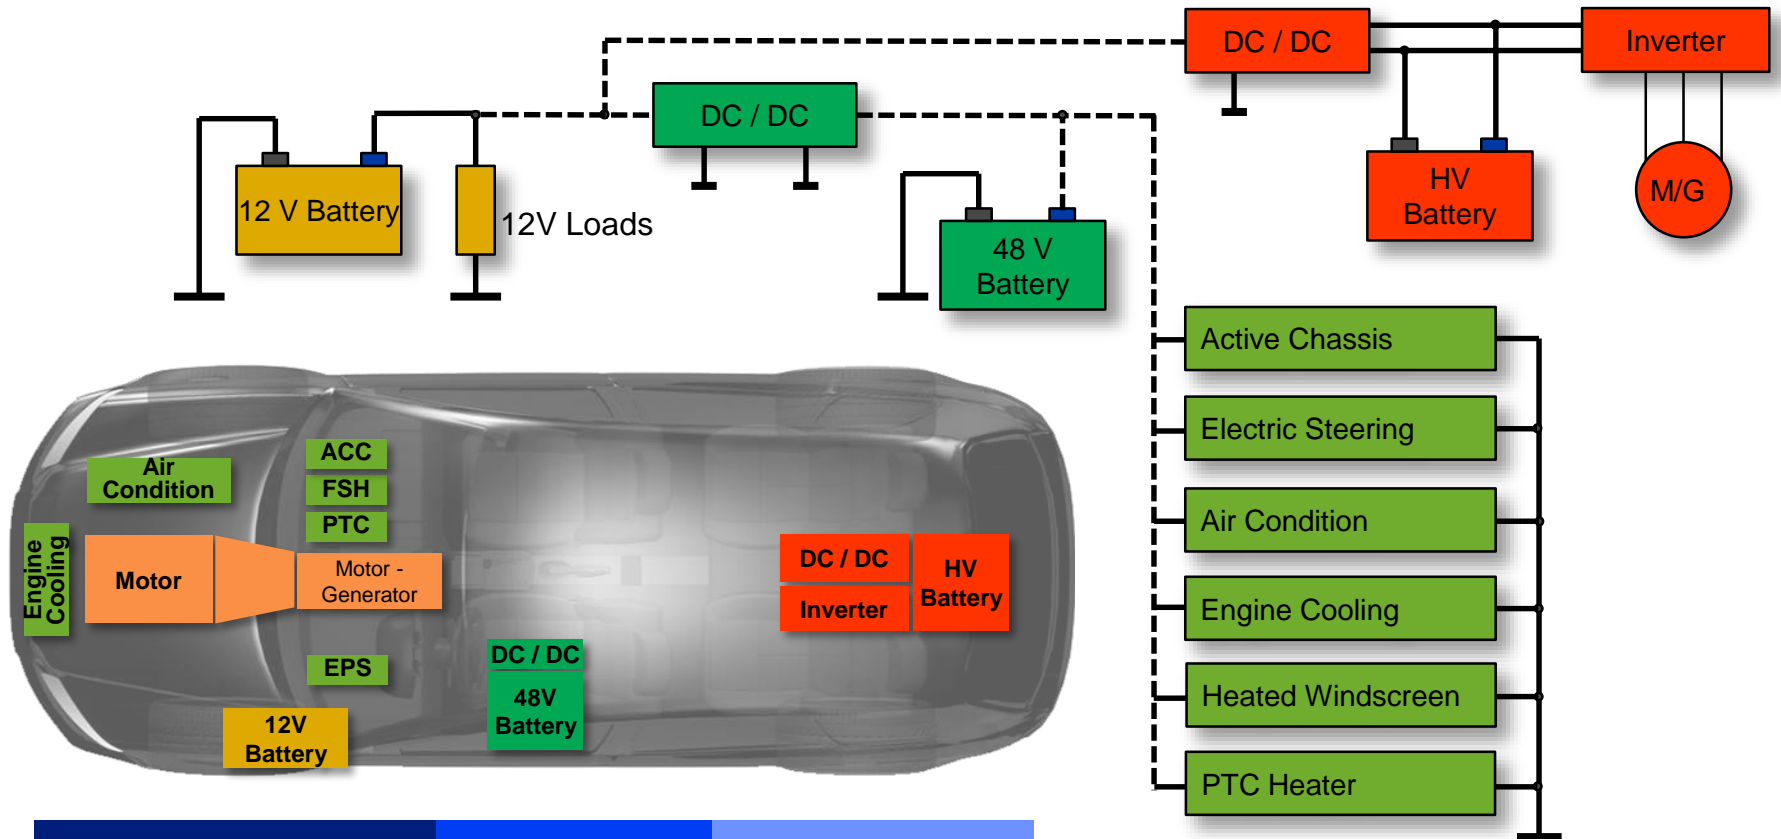 DC / DC
Inverter
DC / DC
12 V Battery
12V Loads
HV
Battery
M/G
48 V
Battery
Active Chassis
Electric Steering
Air Condition
Engine Cooling
Heated Windscreen
PTC Heater
ACC
Air
Condition
FSH
PTC
Engine
Cooling
Motor
Motor -
Generator
DC / DC
Inverter
HV
Battery
EPS
DC / DC
48V
Battery
12V
Battery